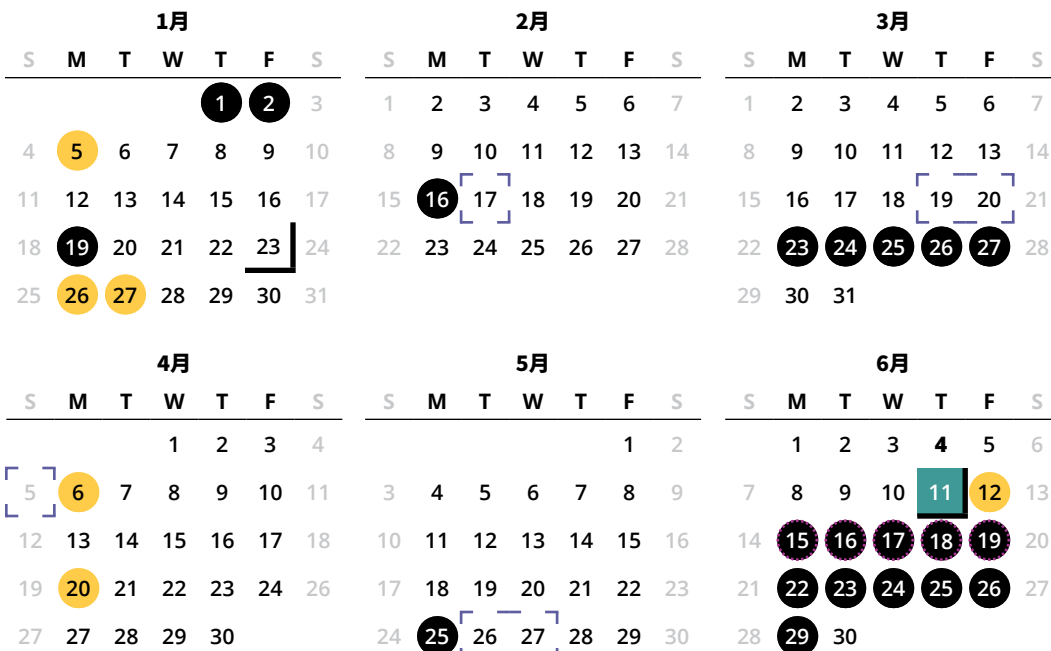 1月
S M T W T F S
1 2 3
4 5 6 7 8 9 10
11 12 13 14 15 16 17
18 19 20 21 22 23 24
25 26 27 28 29 30 31
2月
S M T W T F S
1 2 3 4 5 6 7
8 9 10 11 12 13 14
15 16 17 18 19 20 21
22 23 24 25 26 27 28
3月
S M T W T F S
1 2 3 4 5 6 7
8 9 10 11 12 13 14
15 16 17 18 19 20 21
22 23 24 25 26 27 28
29 30 31
4月
S M T W T F S
1 2 3 4
5 6 7 8 9 10 11
12 13 14 15 16 17 18
19 20 21 22 23 24 26
27 27 28 29 30
5月
S M T W T F S
1 2
3 4 5 6 7 8 9
10 11 12 13 14 15 16
17 18 19 20 21 22 23
24 25 26 27 28 29 30
6月
S M T W T F S
1 2 3 4 5 6
7 8 9 10 11 12 13
14 15 16 17 18 19 20
21 22 23 24 25 26 27
28 29 30